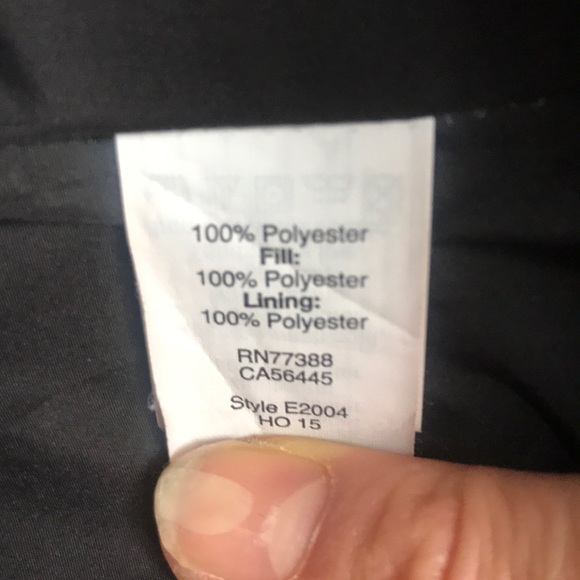 100% Polyester
Fill:
100% Polyester
Lining:
100% Polyester
RN77388
CA56445
Style E2004
HO 15